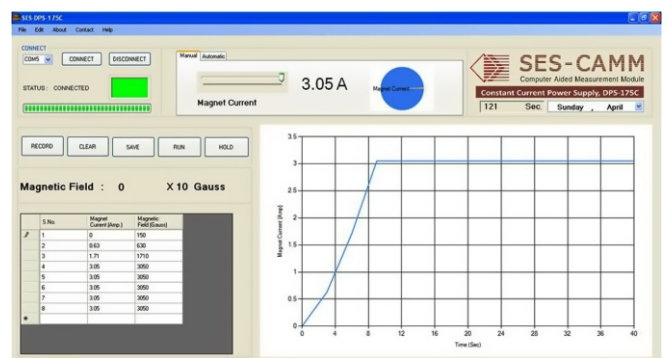 SES-DPS-175C
File Edit About Contact Help
CONNECT
COM5 CONNECT DISCONNECT
STATUS : CONNECTED
Manual Automatic
3.05 A
Magnet Current
Magnet Current
SES-CAMM
Computer Aided Measurement Module
Constant Current Power Supply, DPS-175C
121 Sec. Sunday , April
RECORD CLEAR SAVE RUN HOLD
Magnetic Field : 0 X 10 Gauss
S.No. Magnet Current (Amp.) Magnetic Field (Gauss)
1 0 150
2 0.63 630
3 1.71 1710
4 3.05 3050
5 3.05 3050
6 3.05 3050
7 3.05 3050
8 3.05 3050
Magnet Current (Amp)
3.5
3
2.5
2
1.5
1
0.5
0
0 4 8 12 16 20 24 28 32 36 40
Time (Sec)